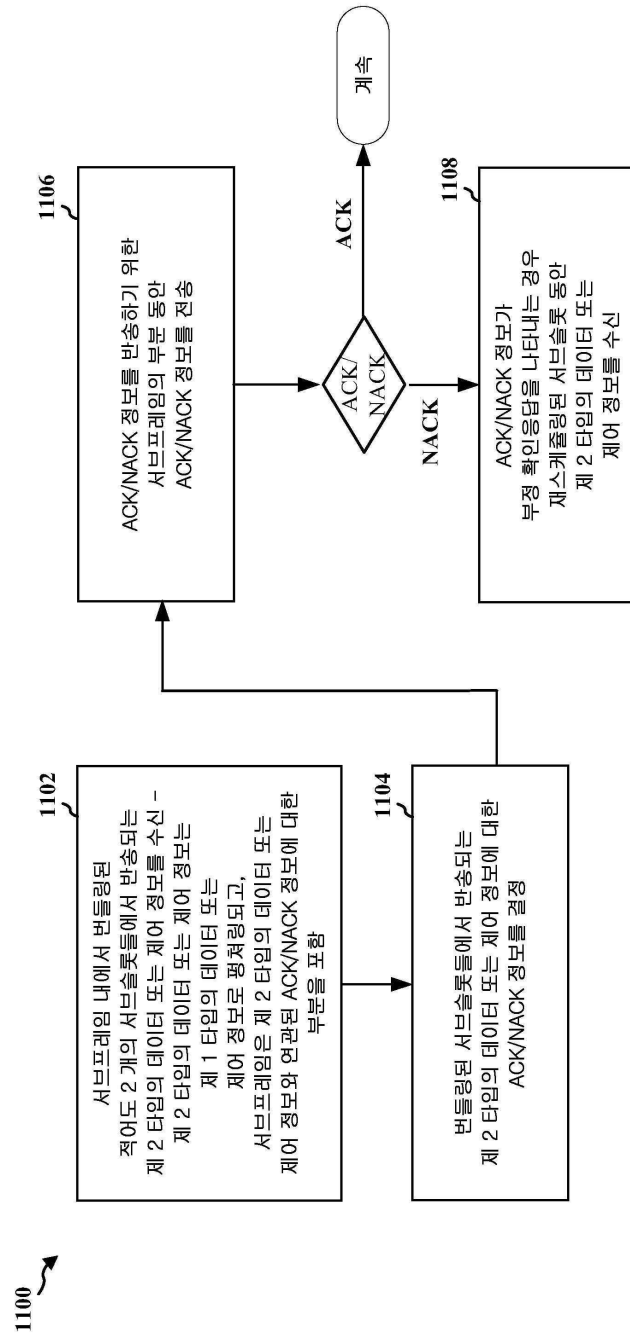 1100
1102
서브프레임 내에서 번들링된
적어도 2 개의 서브슬롯들에서 반송되는
제 2 타입의 데이터 또는 제어 정보를 수신 –
제 2 타입의 데이터 또는 제어 정보는
제 1 타입의 데이터 또는
제어 정보로 펑처링되고,
서브프레임은 제 2 타입의 데이터 또는
제어 정보와 연관된 ACK/NACK 정보에 대한
부분을 포함
1104
번들링된 서브슬롯들에서 반송되는
제 2 타입의 데이터 또는 제어 정보에 대한
ACK/NACK 정보를 결정
1106
ACK/NACK 정보를 반송하기 위한
서브프레임의 부분 동안
ACK/NACK 정보를 전송
ACK/
NACK
ACK
계속
NACK
1108
ACK/NACK 정보가
부정 확인응답을 나타내는 경우
재스케줄링된 서브슬롯 동안
제 2 타입의 데이터 또는
제어 정보를 수신